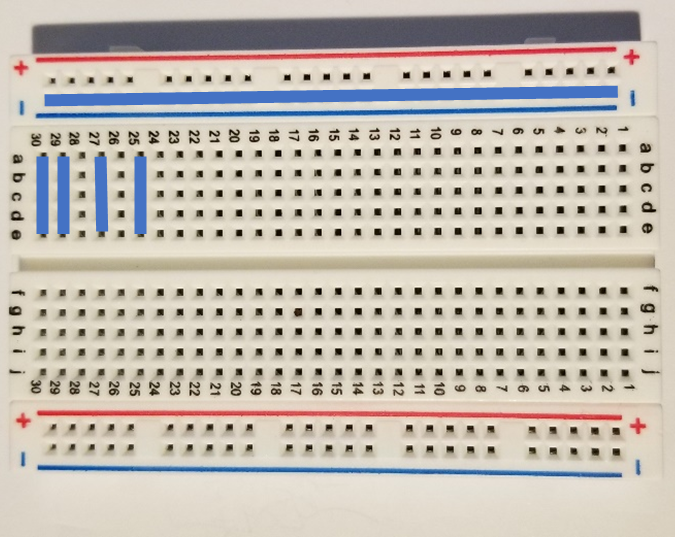 + +
- -
30 29 28 27 26 25 24 23 22 21 20 19 18 17 16 15 14 13 12 11 10 9 8 7 6 5 4 3 2 1
a a
b b
c c
d d
e e
f f
g g
h h
i i
j j
30 29 28 27 26 25 24 23 22 21 20 19 18 17 16 15 14 13 12 11 10 9 8 7 6 5 4 3 2 1
+ +
- -